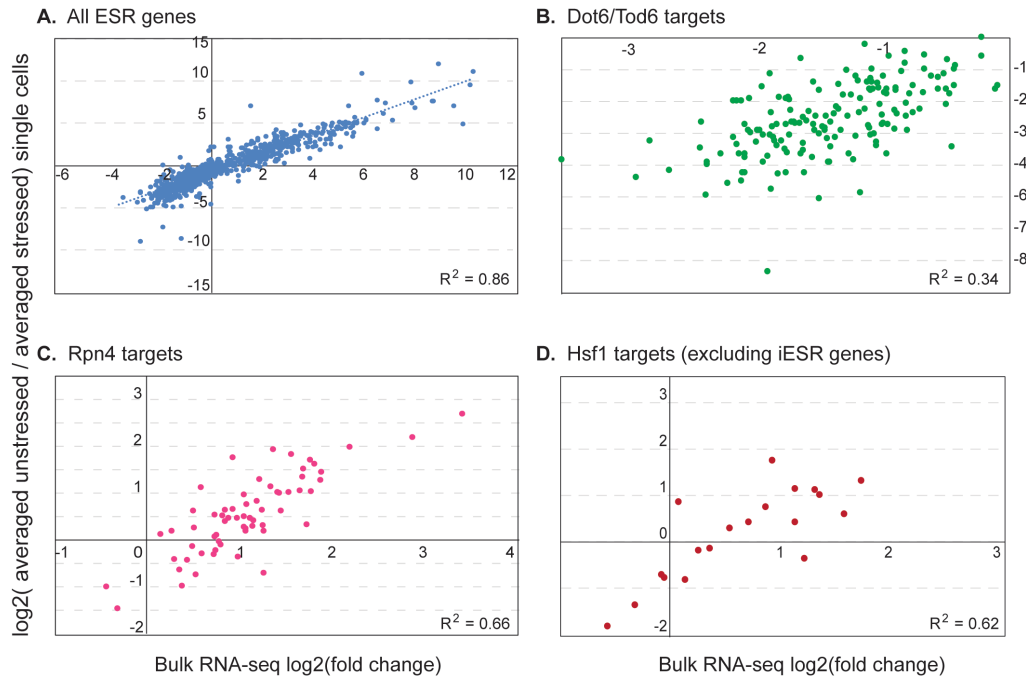 A. All ESR genes
15
10
5
-6 -2 2 4 6 8 10 12
-5
-10
-15
R² = 0.86
B. Dot6/Tod6 targets
-3 -2 -1
-1
-2
-3
-4
-5
-6
-7
-8
R² = 0.34
log2( averaged unstressed / averaged stressed) single cells
C. Rpn4 targets
3
2
1
0
-1 0 1 2 3 4
-1
-2
R² = 0.66
D. Hsf1 targets (excluding iESR genes)
3
2
1
0
0 1 2 3
-1
-2
R² = 0.62
Bulk RNA-seq log2(fold change)
Bulk RNA-seq log2(fold change)